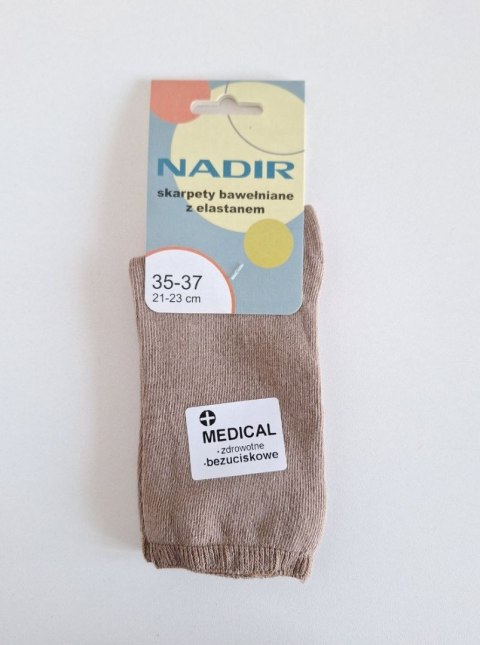 NADIR
skarpety bawełniane
z elastanem
35-37
21-23 cm
MEDICAL
•zdrowotne
•bezuciskowe